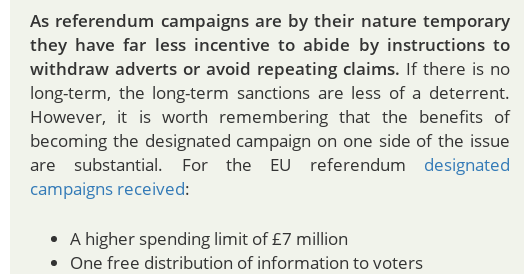 As referendum campaigns are by their nature temporary
they have far less incentive to abide by instructions to
withdraw adverts or avoid repeating claims. If there is no
long-term, the long-term sanctions are less of a deterrent.
However, it is worth remembering that the benefits of
becoming the designated campaign on one side of the issue
are substantial. For the EU referendum designated
campaigns received:
• A higher spending limit of £7 million
• One free distribution of information to voters